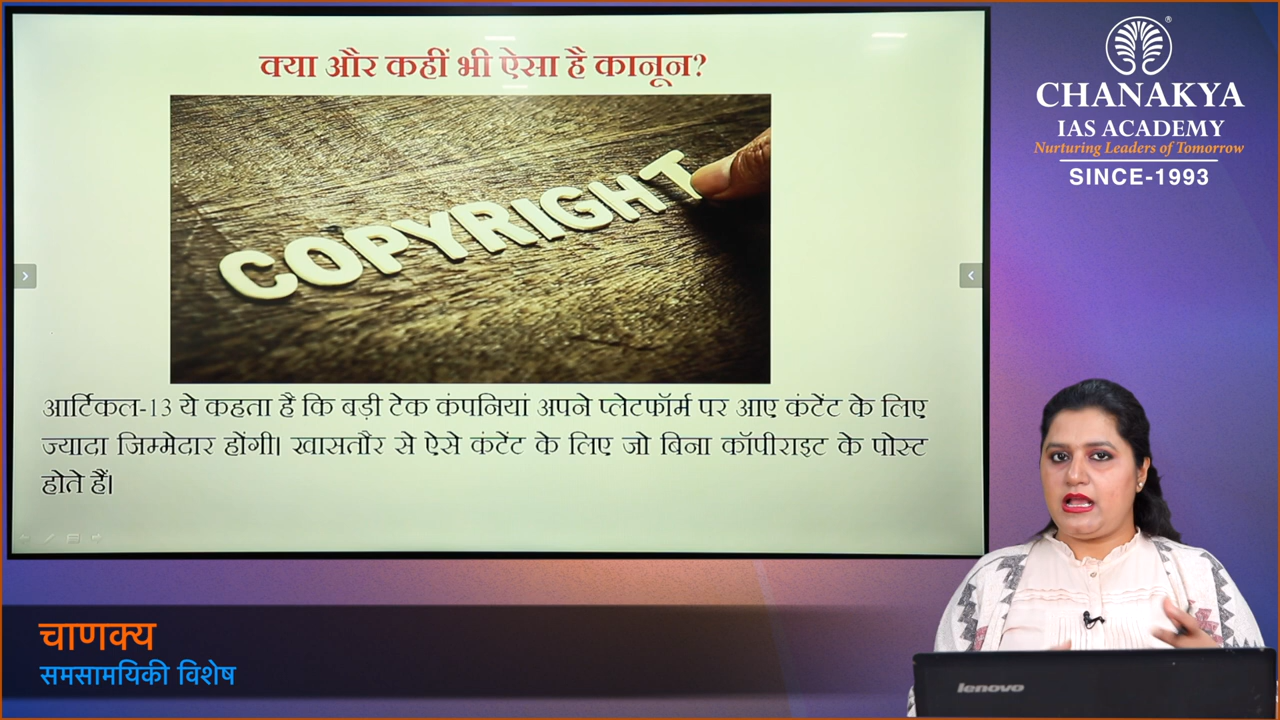 क्या और कहीं भी ऐसा है कानून?
COPYRIGHT
आर्टिकल-13 ये कहता है कि बड़ी टेक कंपनियां अपने प्लेटफॉर्म पर आए कंटेंट के लिए
ज्यादा जिम्मेदार होंगी। खासतौर से ऐसे कंटेंट के लिए जो बिना कॉपीराइट के पोस्ट
होते हैं।
CHANAKYA
IAS ACADEMY
Nurturing Leaders of Tomorrow
SINCE-1993
चाणक्य
समसामयिकी विशेष
lenovo